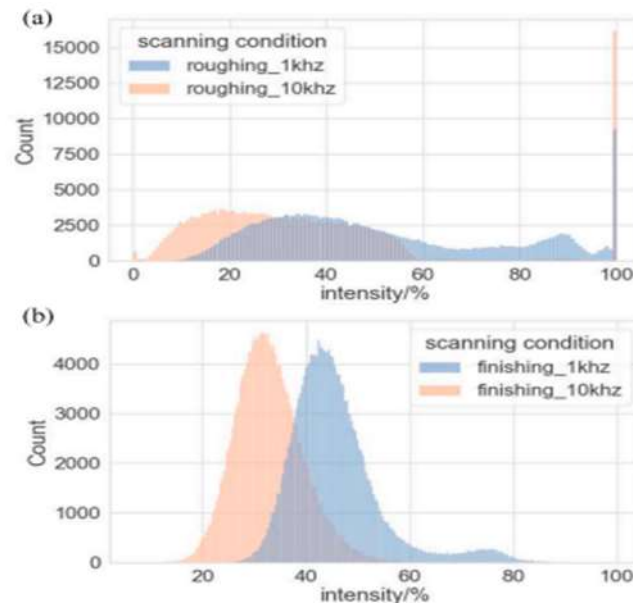 (a)
scanning condition
roughing_1khz
roughing_10khz
Count
15000
12500
10000
7500
5000
2500
0
0 20 40 60 80 100
intensity/%
(b)
scanning condition
finishing_1khz
finishing_10khz
Count
4000
3000
2000
1000
0
20 40 60 80 100
intensity/%